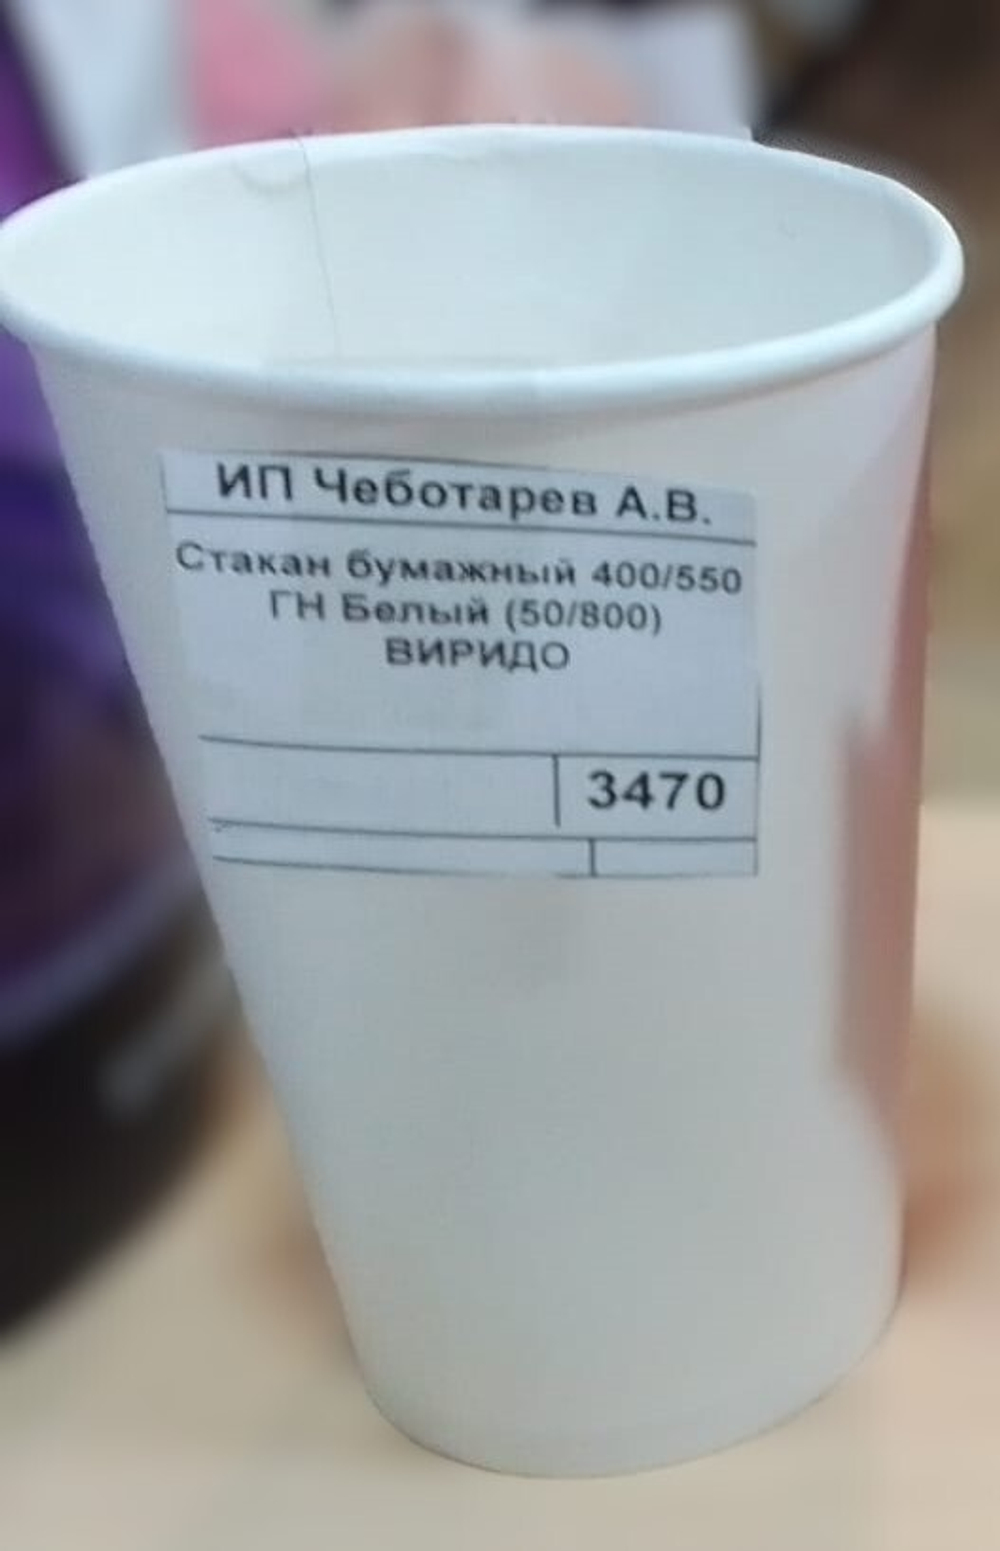 ИП Чеботарев А.В.
Стакан бумажный 400/550
ГН Белый (50/800)
ВИРИДО
3470